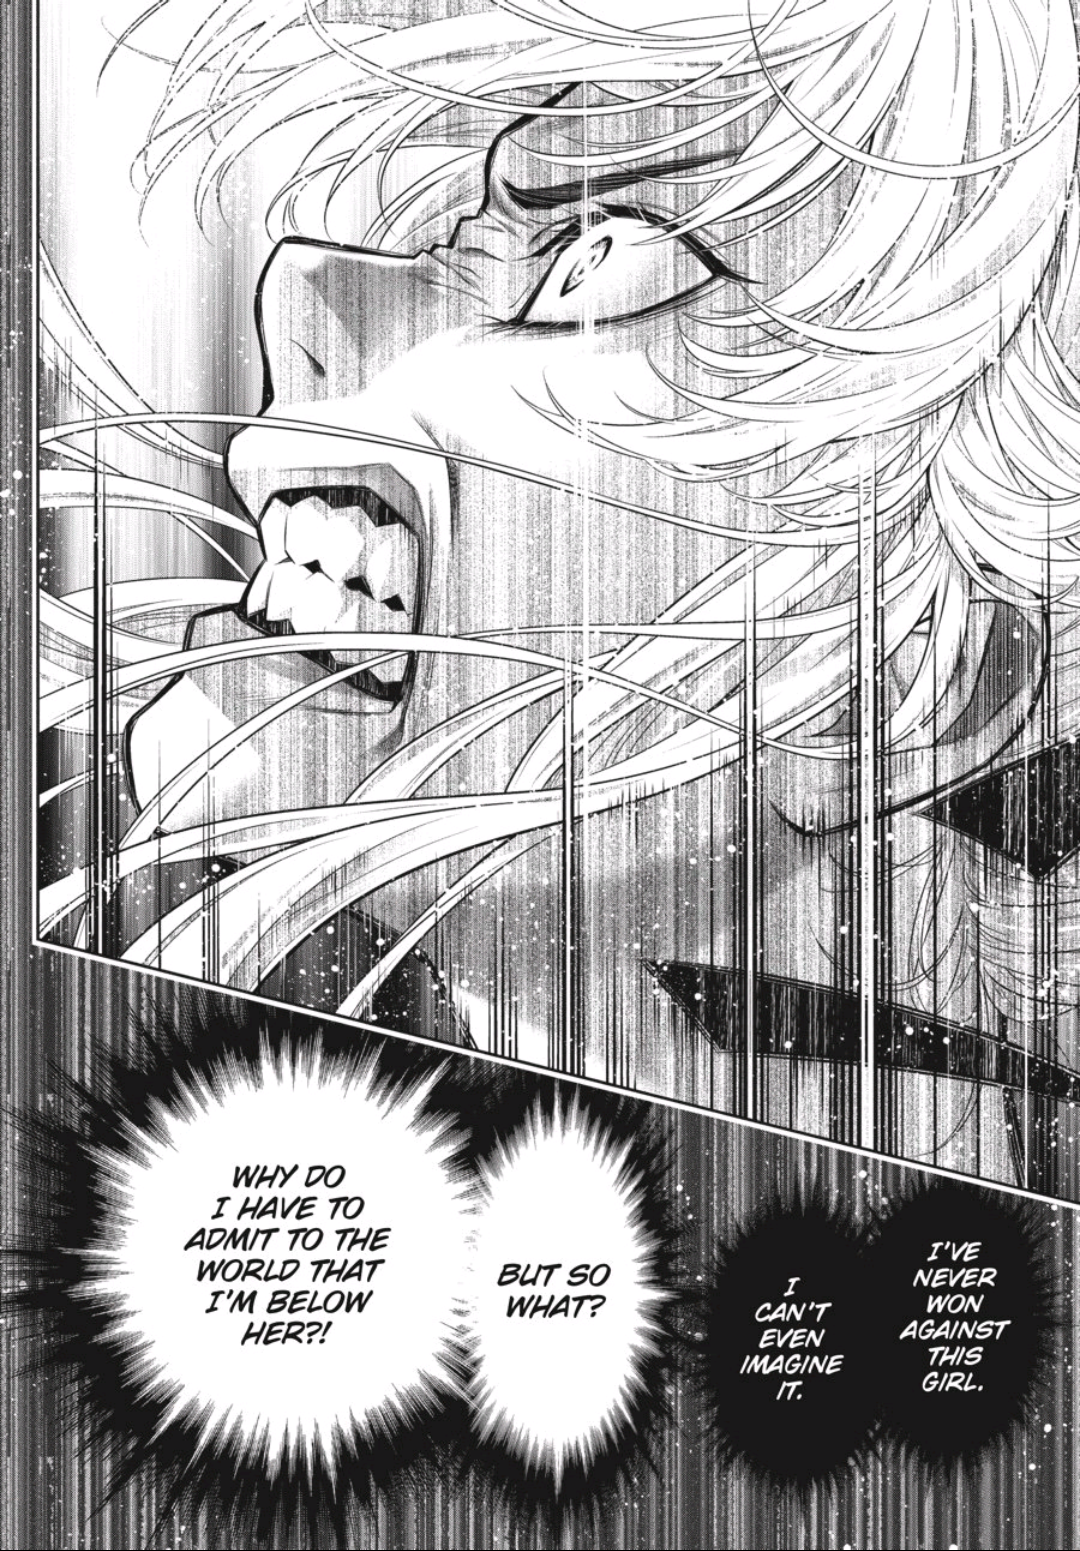 I'VE
NEVER
WON
AGAINST
THIS
GIRL.
I
CAN'T
EVEN
IMAGINE
IT.
BUT SO
WHAT?
WHY DO
I HAVE TO
ADMIT TO THE
WORLD THAT
I'M BELOW
HER?!